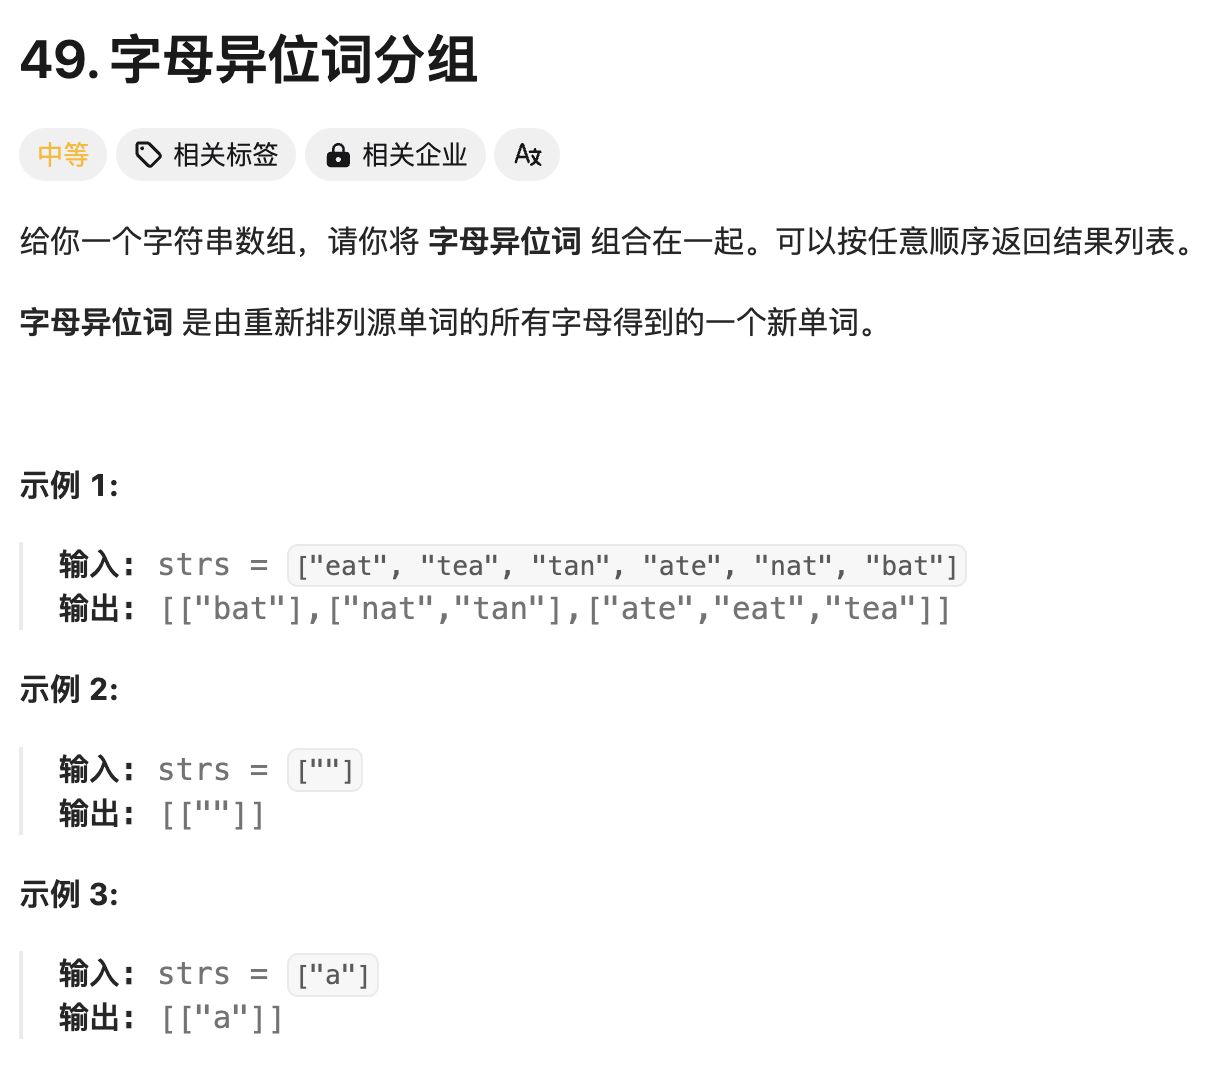 49. 字母异位词分组
中等 相关标签 相关企业
给你一个字符串数组，请你将 字母异位词 组合在一起。可以按任意顺序返回结果列表。
字母异位词 是由重新排列源单词的所有字母得到的一个新单词。
示例 1:
输入: strs = ["eat", "tea", "tan", "ate", "nat", "bat"]
输出: [["bat"],["nat","tan"],["ate","eat","tea"]]
示例 2:
输入: strs = [""]
输出: [[""]]
示例 3:
输入: strs = ["a"]
输出: [["a"]]